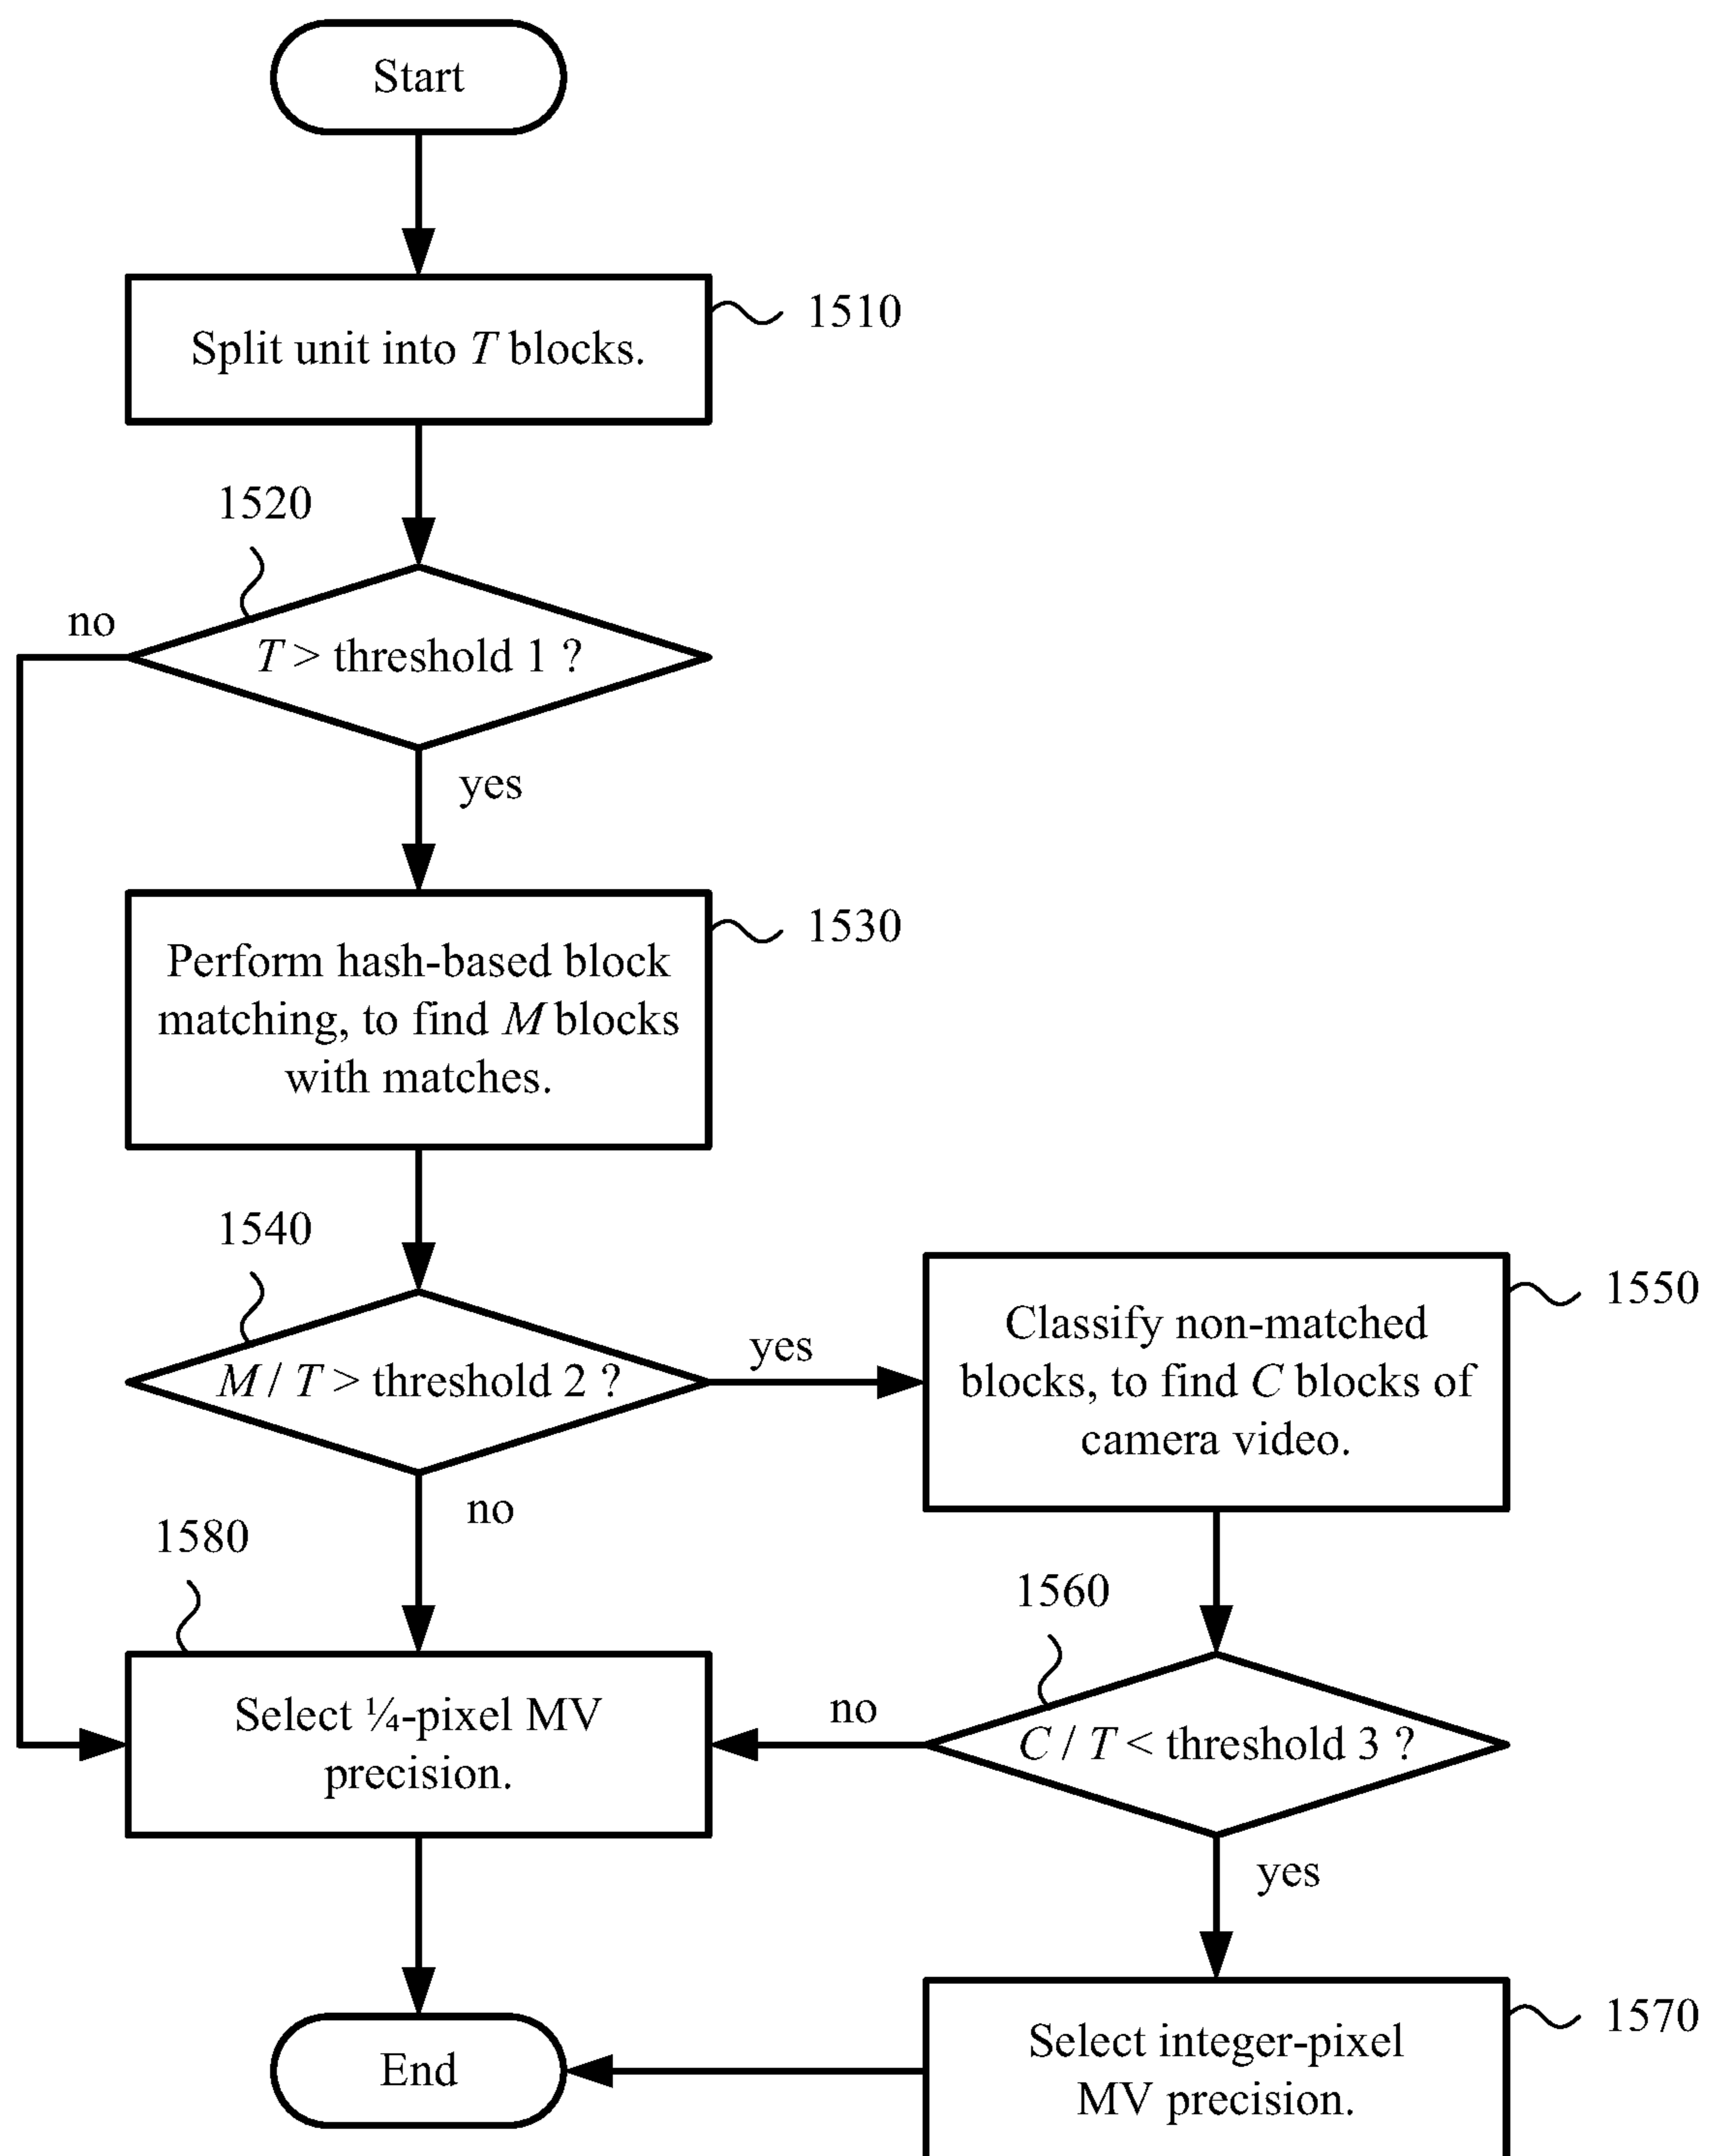 Start
Split unit into T blocks.
1510
1520
T > threshold 1 ?
no
yes
Perform hash-based block
matching, to find M blocks
with matches.
1530
1540
M / T > threshold 2 ?
yes
no
Classify non-matched
blocks, to find C blocks of
camera video.
1550
1560
C / T < threshold 3 ?
no
yes
1580
Select ¼-pixel MV
precision.
Select integer-pixel
MV precision.
1570
End